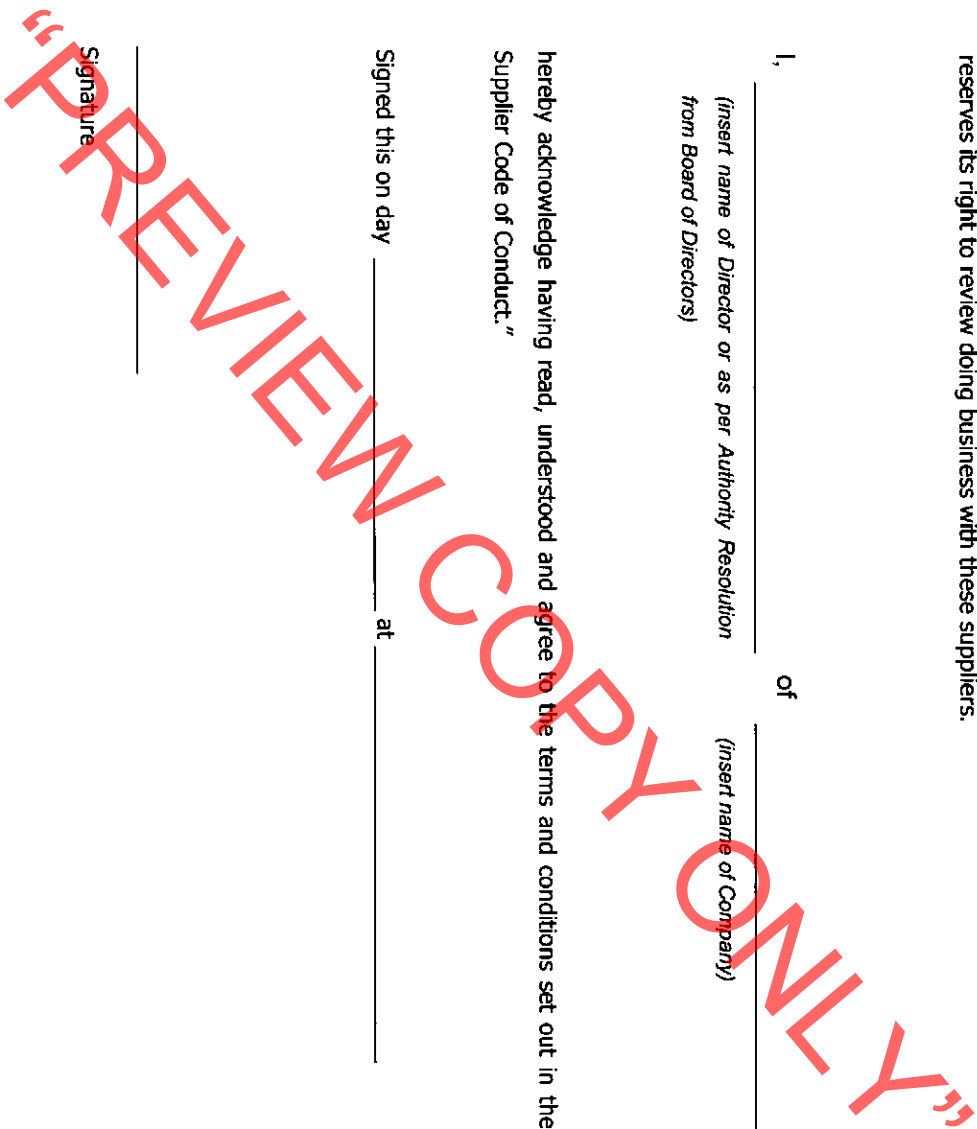 reserves its right to review doing business with these suppliers.
I, of
(insert name of Director or as per Authority Resolution
from Board of Directors)
(insert name of Company)
hereby acknowledge having read, understood and agree to the terms and conditions set out in the
Supplier Code of Conduct.”
Signed this on day at
Signature
“PREVIEW COPY ONLY”